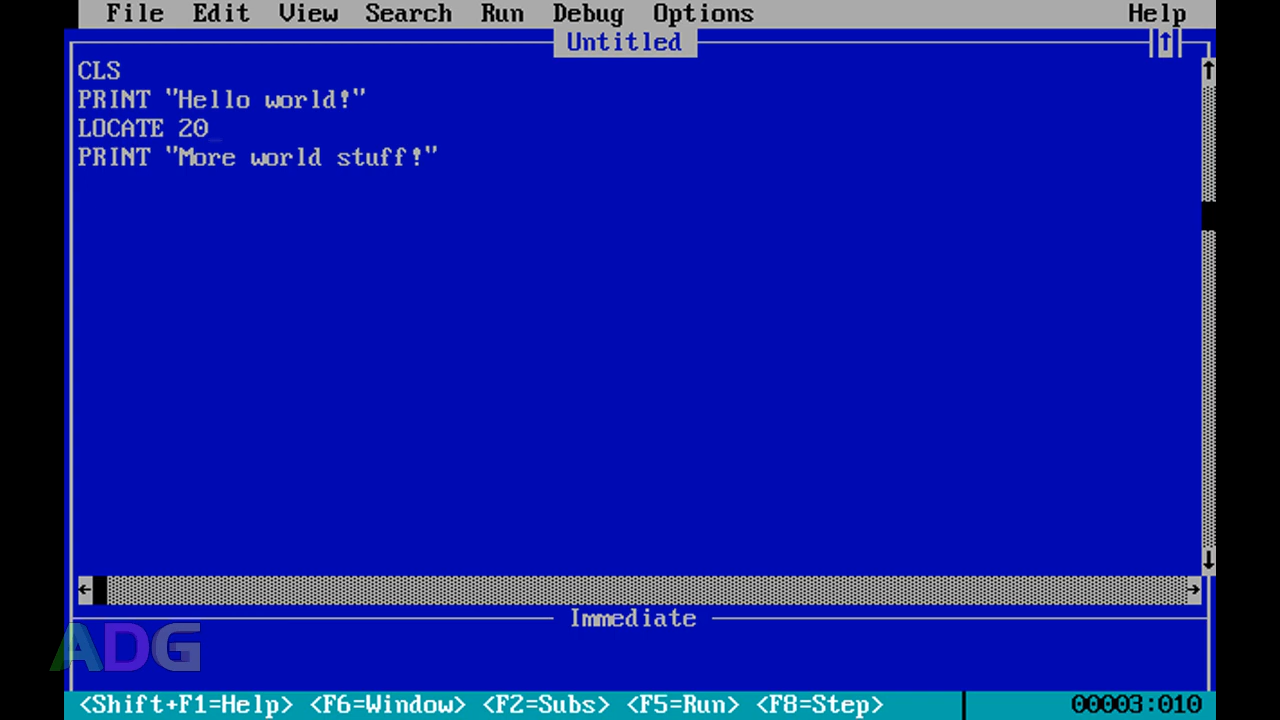 File Edit View Search Run Debug Options Help
Untitled
↑
CLS
PRINT "Hello world!"
LOCATE 20_
PRINT "More world stuff!"
Immediate
ADG
<Shift+F1=Help> <F6=Window> <F2=Subs> <F5=Run> <F8=Step> 00003:010